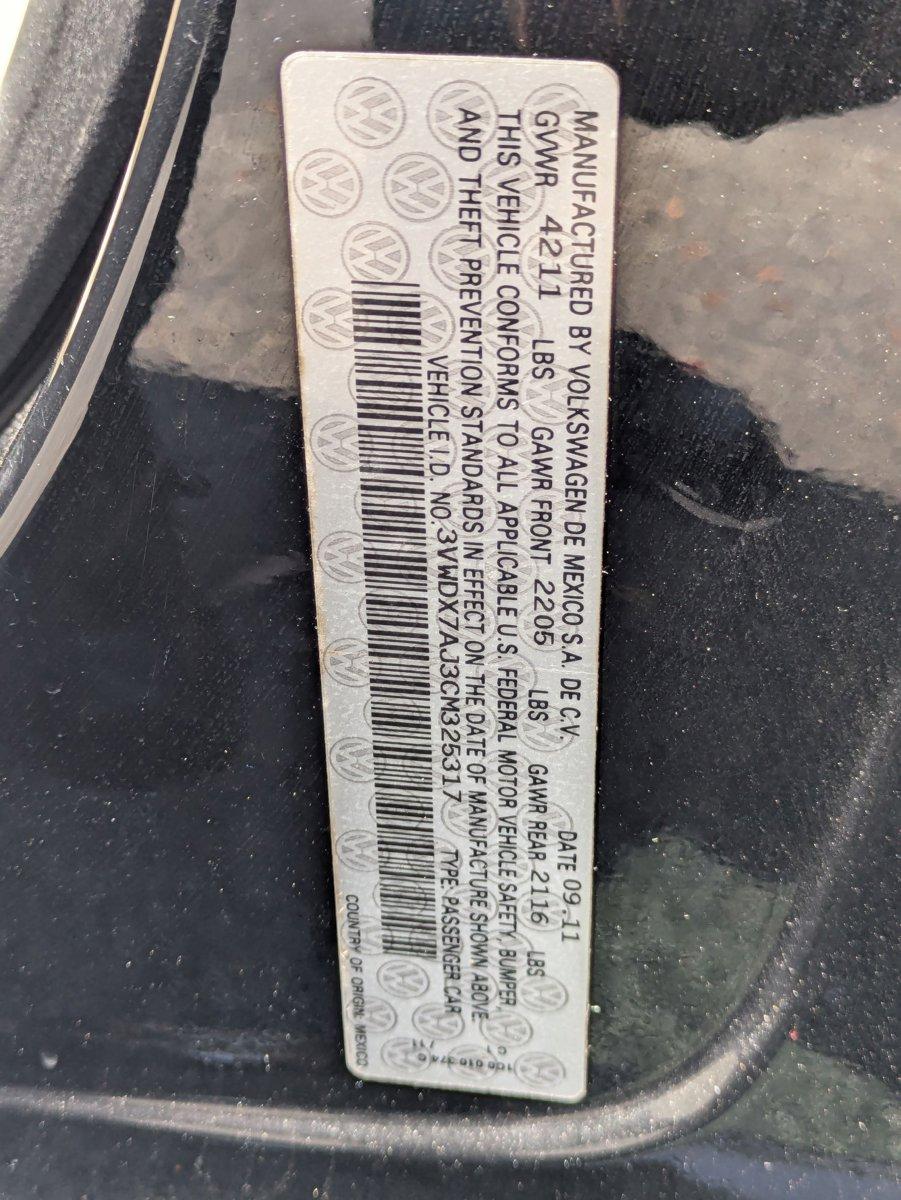 MANUFACTURED BY VOLKSWAGEN DE MEXICO S.A. DE C.V. DATE 09.11
GVWR 4211 LBS GAWR FRONT 2205 LBS GAWR REAR 2116 LBS
THIS VEHICLE CONFORMS TO ALL APPLICABLE U.S. FEDERAL MOTOR VEHICLE SAFETY, BUMPER,
AND THEFT PREVENTION STANDARDS IN EFFECT ON THE DATE OF MANUFACTURE SHOWN ABOVE
VEHICLE I.D. NO. 3VWDX7AJ3CM325317 TYPE: PASSENGER CAR
COUNTRY OF ORIGIN: MEXICO